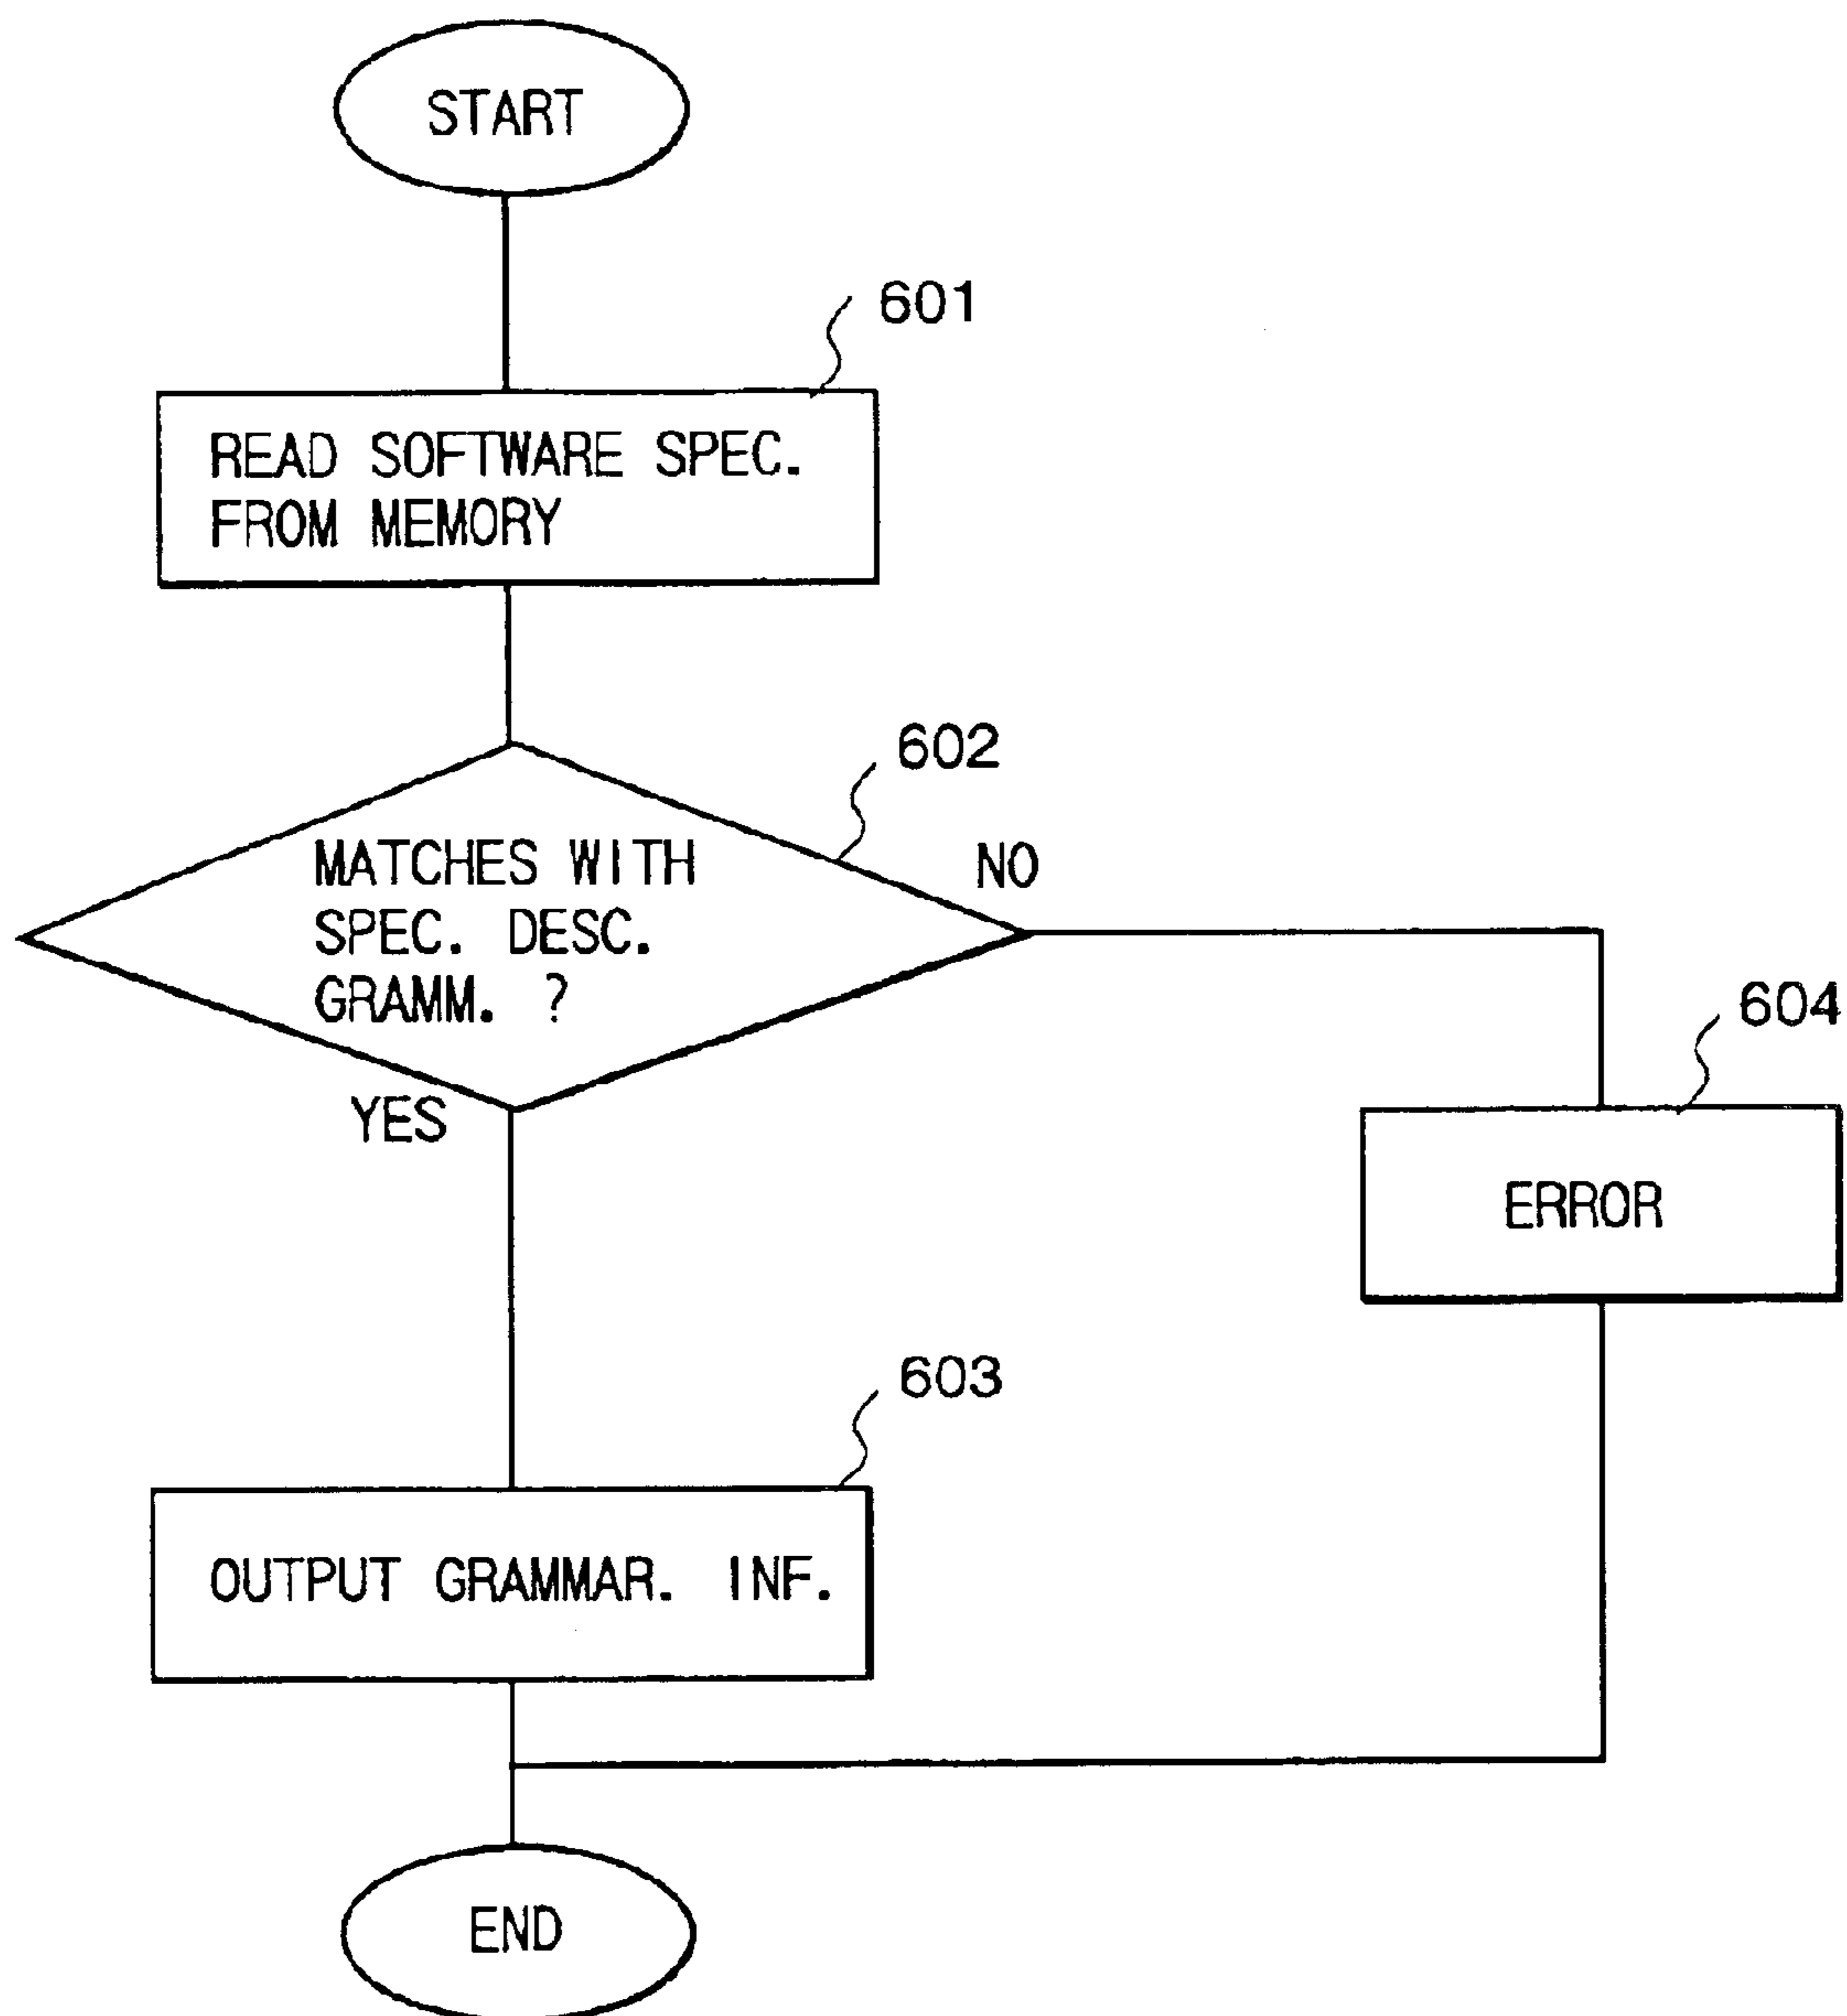 START
601
READ SOFTWARE SPEC.
FROM MEMORY
602
MATCHES WITH
SPEC. DESC.
GRAMM. ?
NO
YES
604
ERROR
603
OUTPUT GRAMMAR. INF.
END